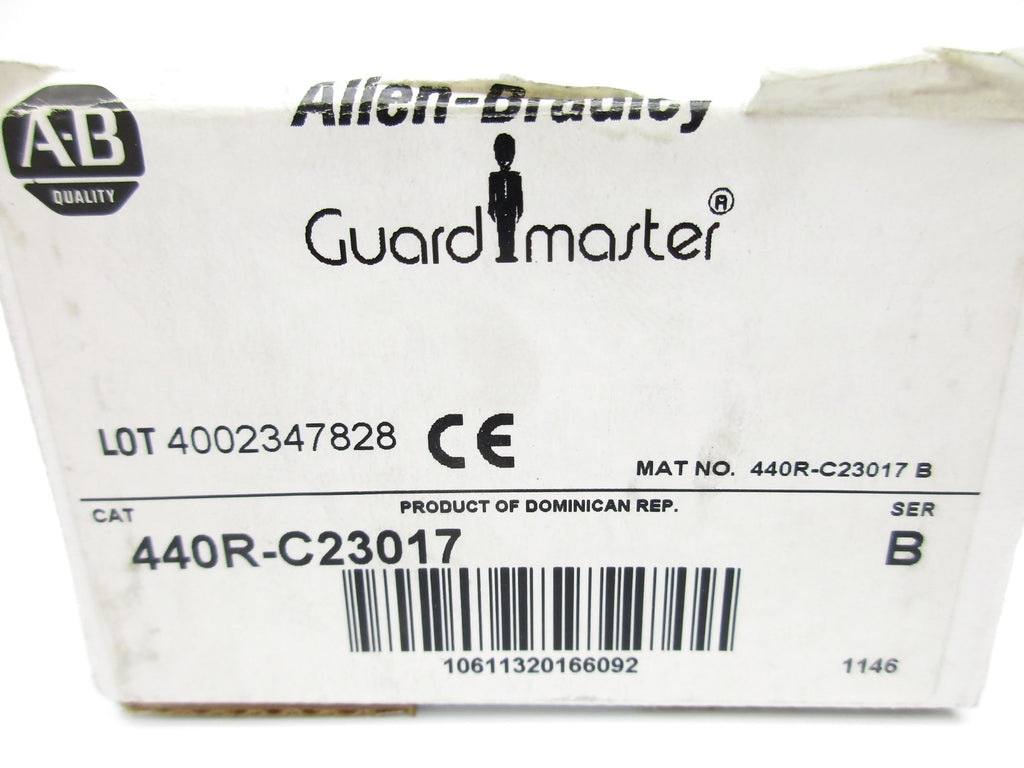 Allen-Bradley
A-B
QUALITY
Guardmaster®
LOT 4002347828 CE
MAT NO. 440R-C23017 B
PRODUCT OF DOMINICAN REP.
CAT
SER
440R-C23017
B
10611320166092
1146